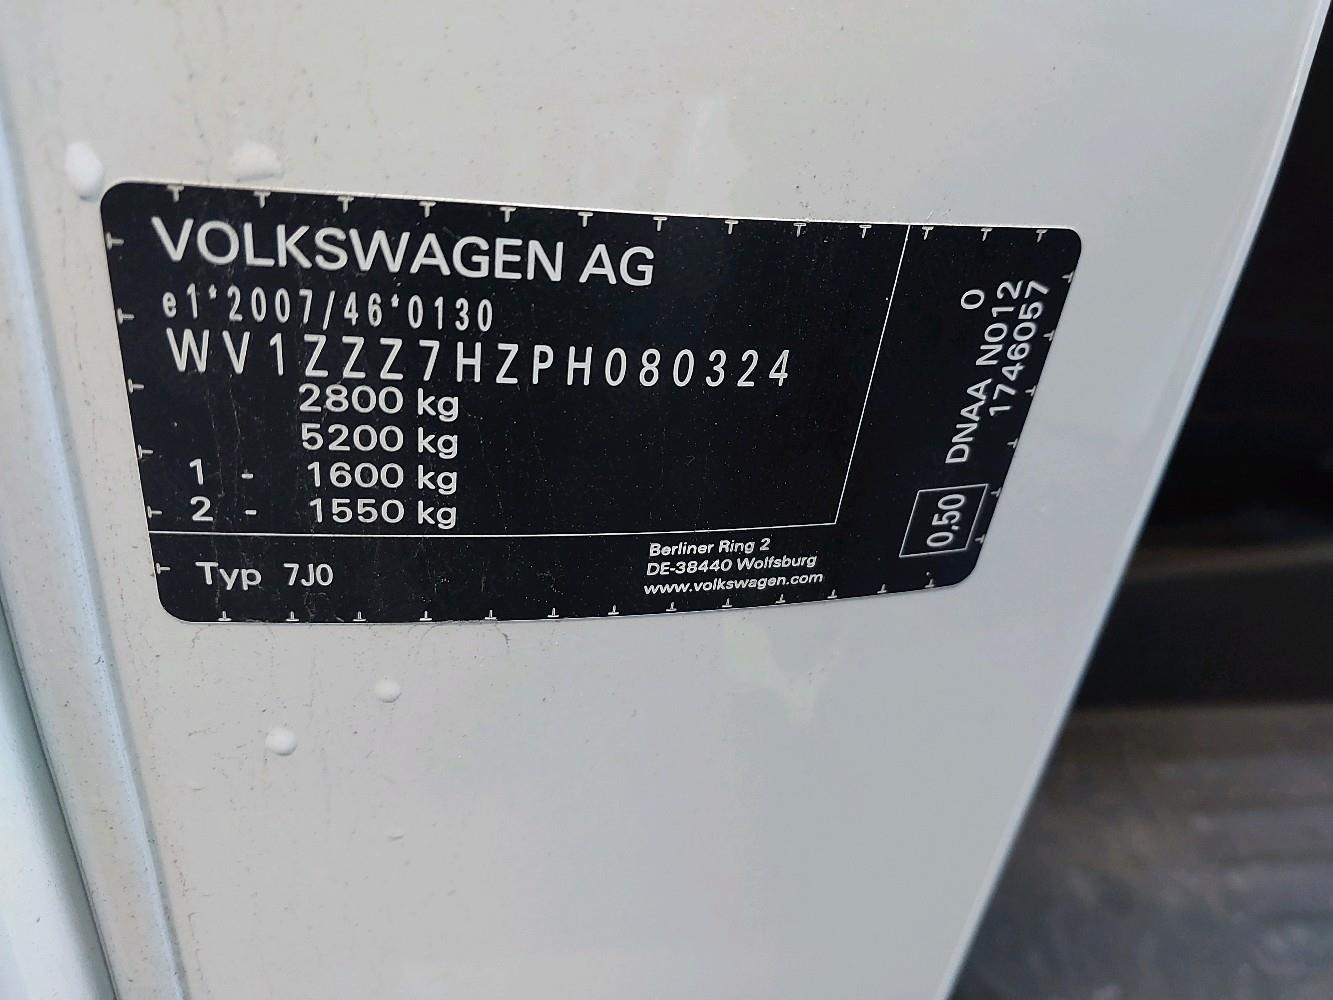 VOLKSWAGEN AG
e1*2007/46*0130
WV1ZZZ7HZPH080324
2800 kg
5200 kg
1 - 1600 kg
2 - 1550 kg
Typ 7J0
Berliner Ring 2
DE-38440 Wolfsburg
www.volkswagen.com
0
DNAA N012
1746057
0,50